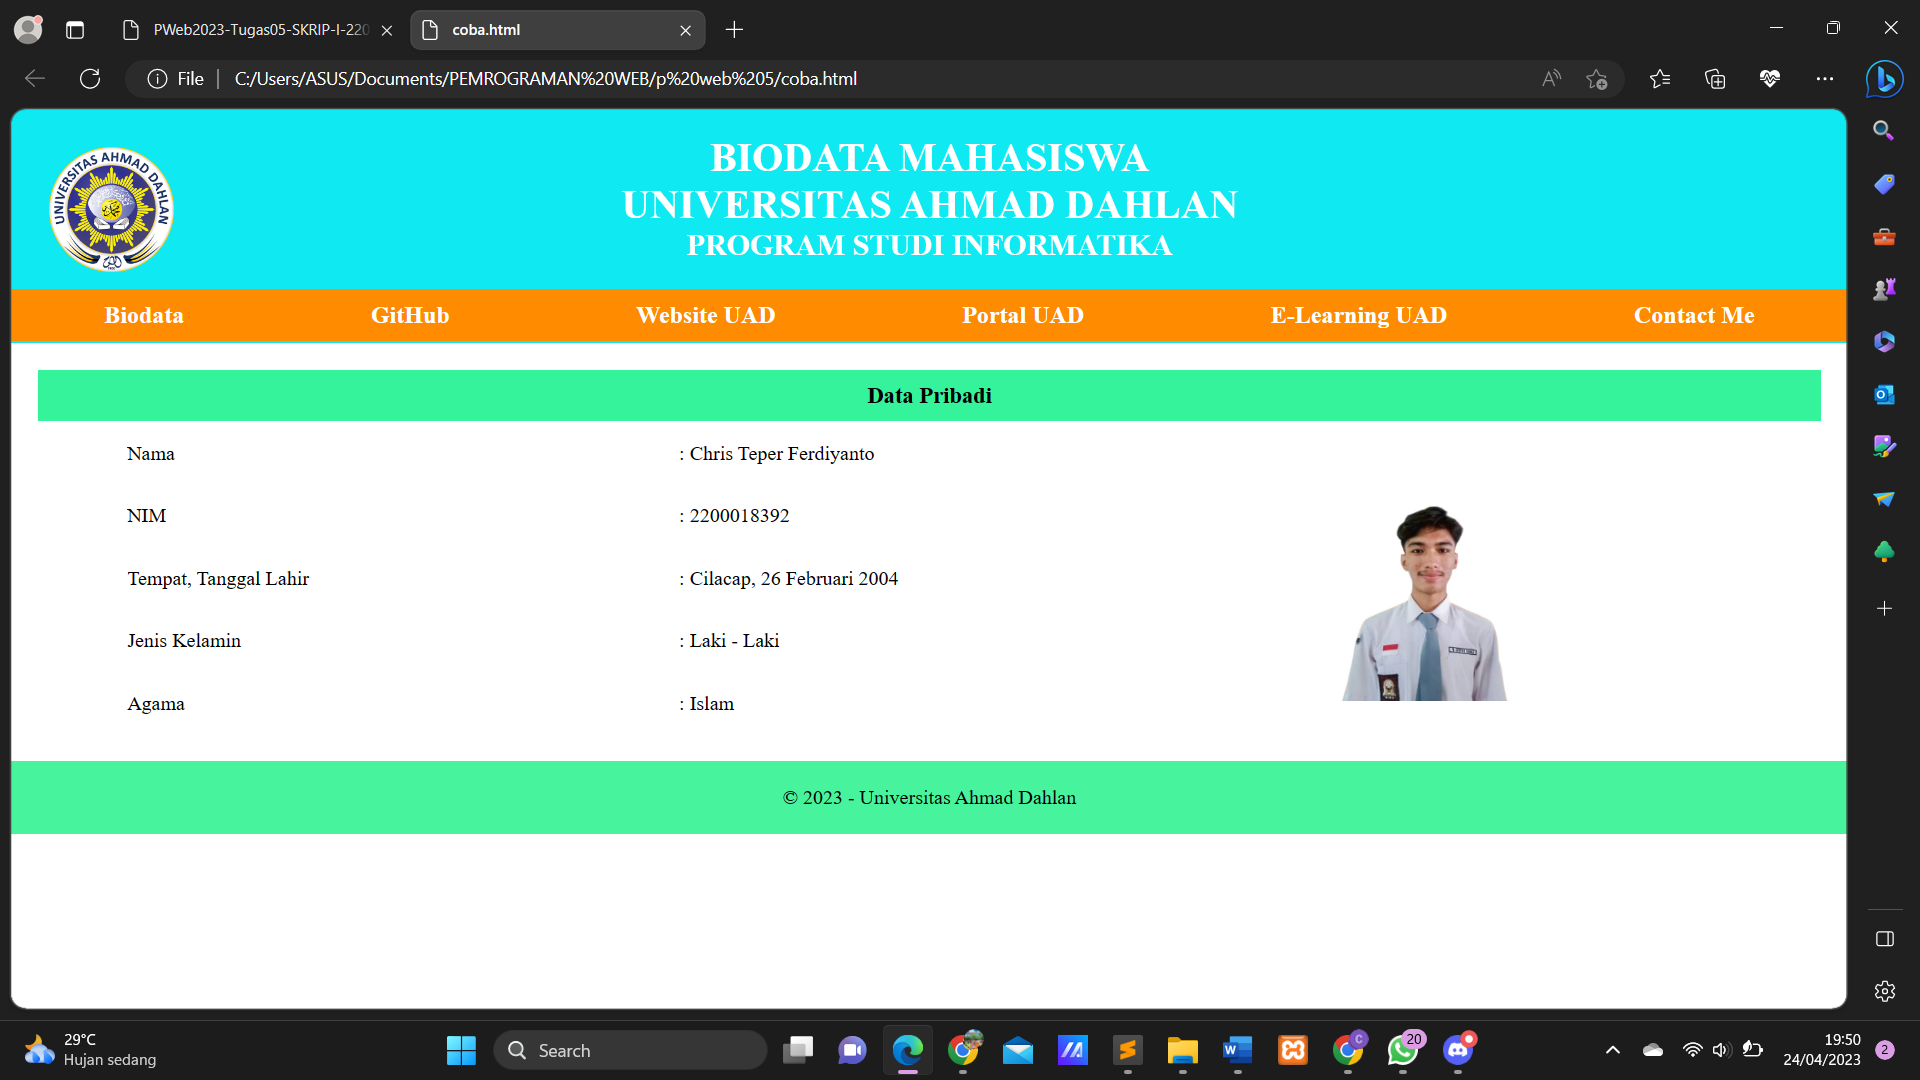 PWeb2023-Tugas05-SKRIP-I-220
coba.html
File
C:/Users/ASUS/Documents/PEMROGRAMAN%20WEB/p%20web%205/coba.html
UNIVERSITAS AHMAD DAHLAN
BIODATA MAHASISWA
UNIVERSITAS AHMAD DAHLAN
PROGRAM STUDI INFORMATIKA
Biodata GitHub Website UAD Portal UAD E-Learning UAD Contact Me
Data Pribadi
Nama : Chris Teper Ferdiyanto
NIM : 2200018392
Tempat, Tanggal Lahir : Cilacap, 26 Februari 2004
Jenis Kelamin : Laki - Laki
Agama : Islam
© 2023 - Universitas Ahmad Dahlan
29°C
Hujan sedang
Search
C
20
19:50
24/04/2023
2